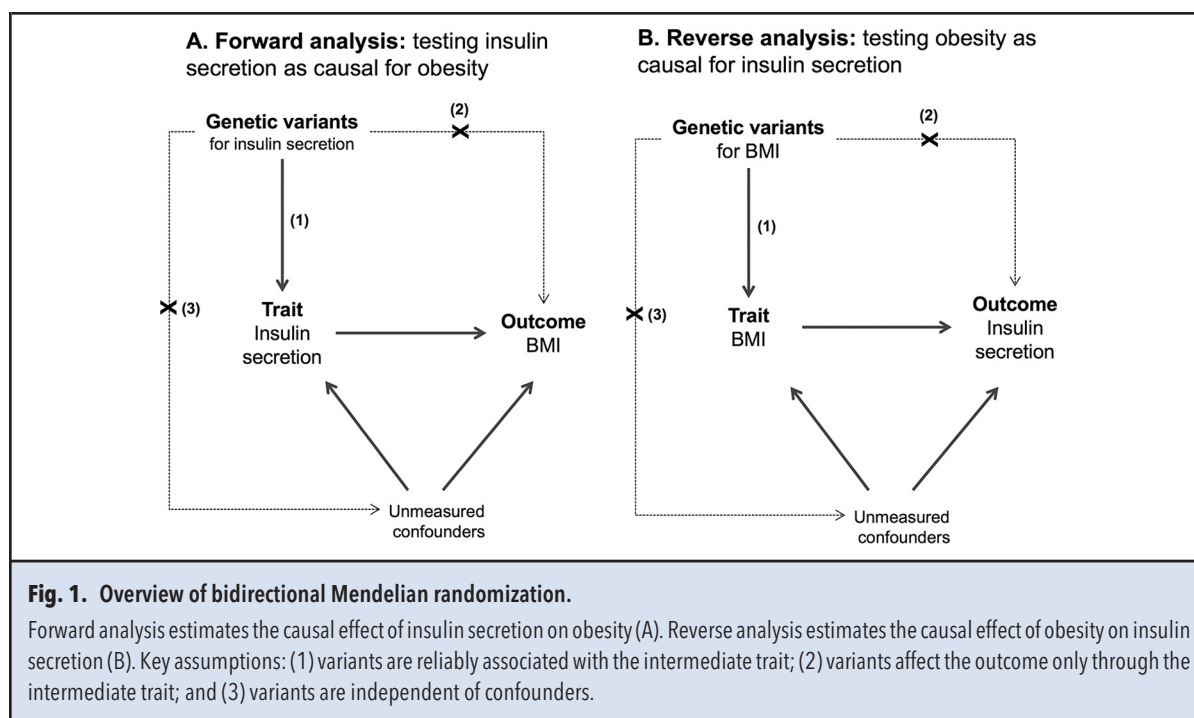 A. Forward analysis: testing insulin
secretion as causal for obesity
(2)
Genetic variants
for insulin secretion
(1)
(3)
Trait
Insulin
secretion
Outcome
BMI
Unmeasured
confounders
B. Reverse analysis: testing obesity as
causal for insulin secretion
(2)
Genetic variants
for BMI
(1)
(3)
Trait
BMI
Outcome
Insulin
secretion
Unmeasured
confounders
Fig. 1. Overview of bidirectional Mendelian randomization.
Forward analysis estimates the causal effect of insulin secretion on obesity (A). Reverse analysis estimates the causal effect of obesity on insulin
secretion (B). Key assumptions: (1) variants are reliably associated with the intermediate trait; (2) variants affect the outcome only through the
intermediate trait; and (3) variants are independent of confounders.